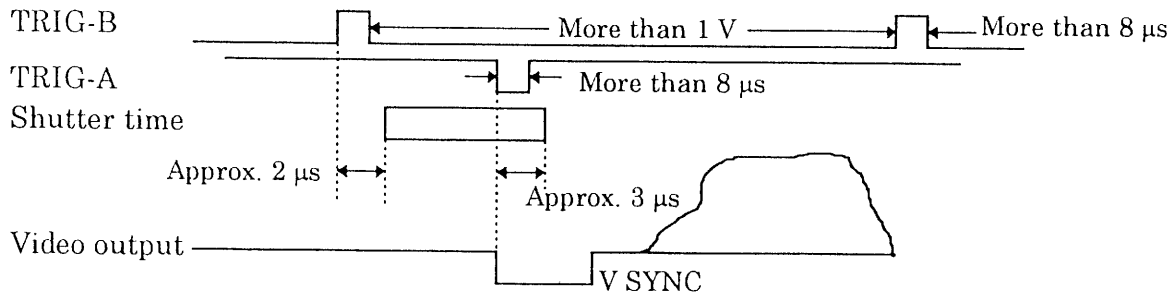 TRIG-B
More than 1 V
More than 8 μs
TRIG-A
More than 8 μs
Shutter time
Approx. 2 μs
Approx. 3 μs
Video output
V SYNC